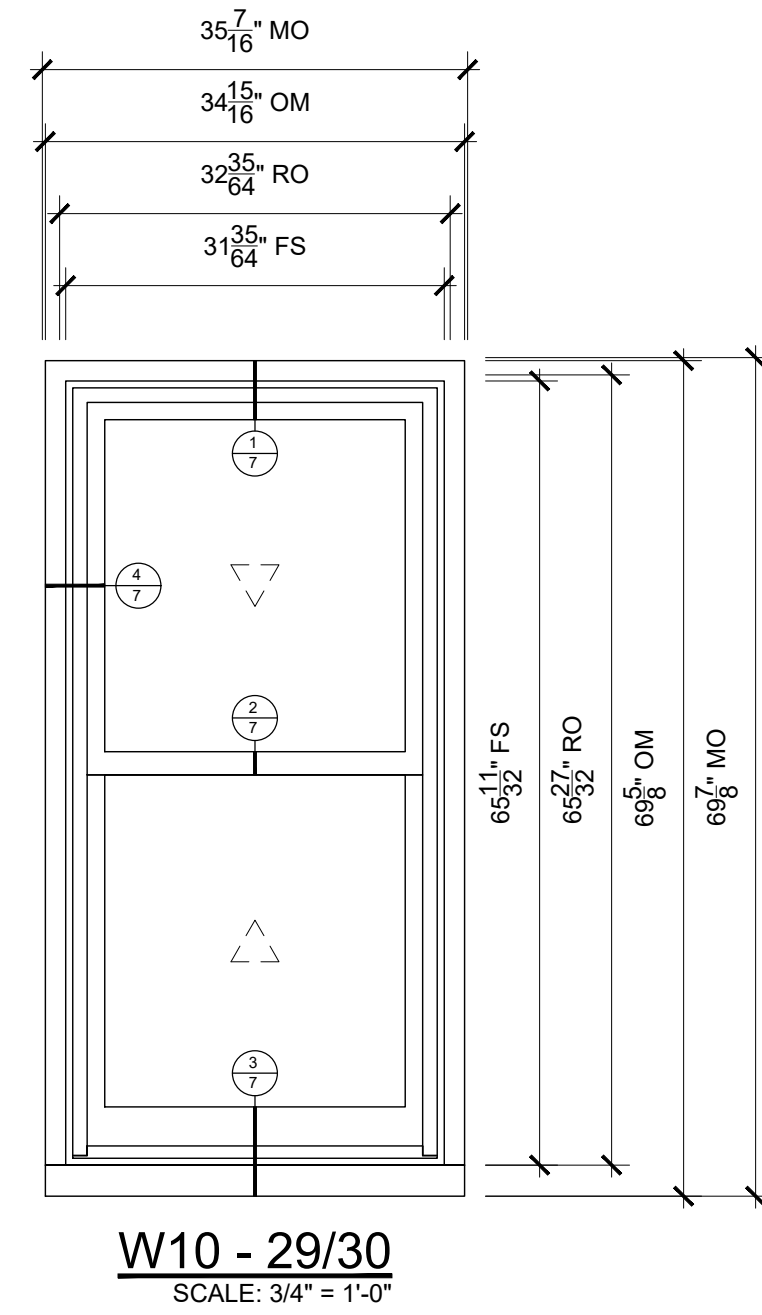 35 7/16" MO
34 15/16" OM
32 35/64" RO
31 35/64" FS
1
7
4
7
2
7
3
7
65 11/32" FS
65 27/32" RO
69 5/8" OM
69 7/8" MO
W10 - 29/30
SCALE: 3/4" = 1'-0"